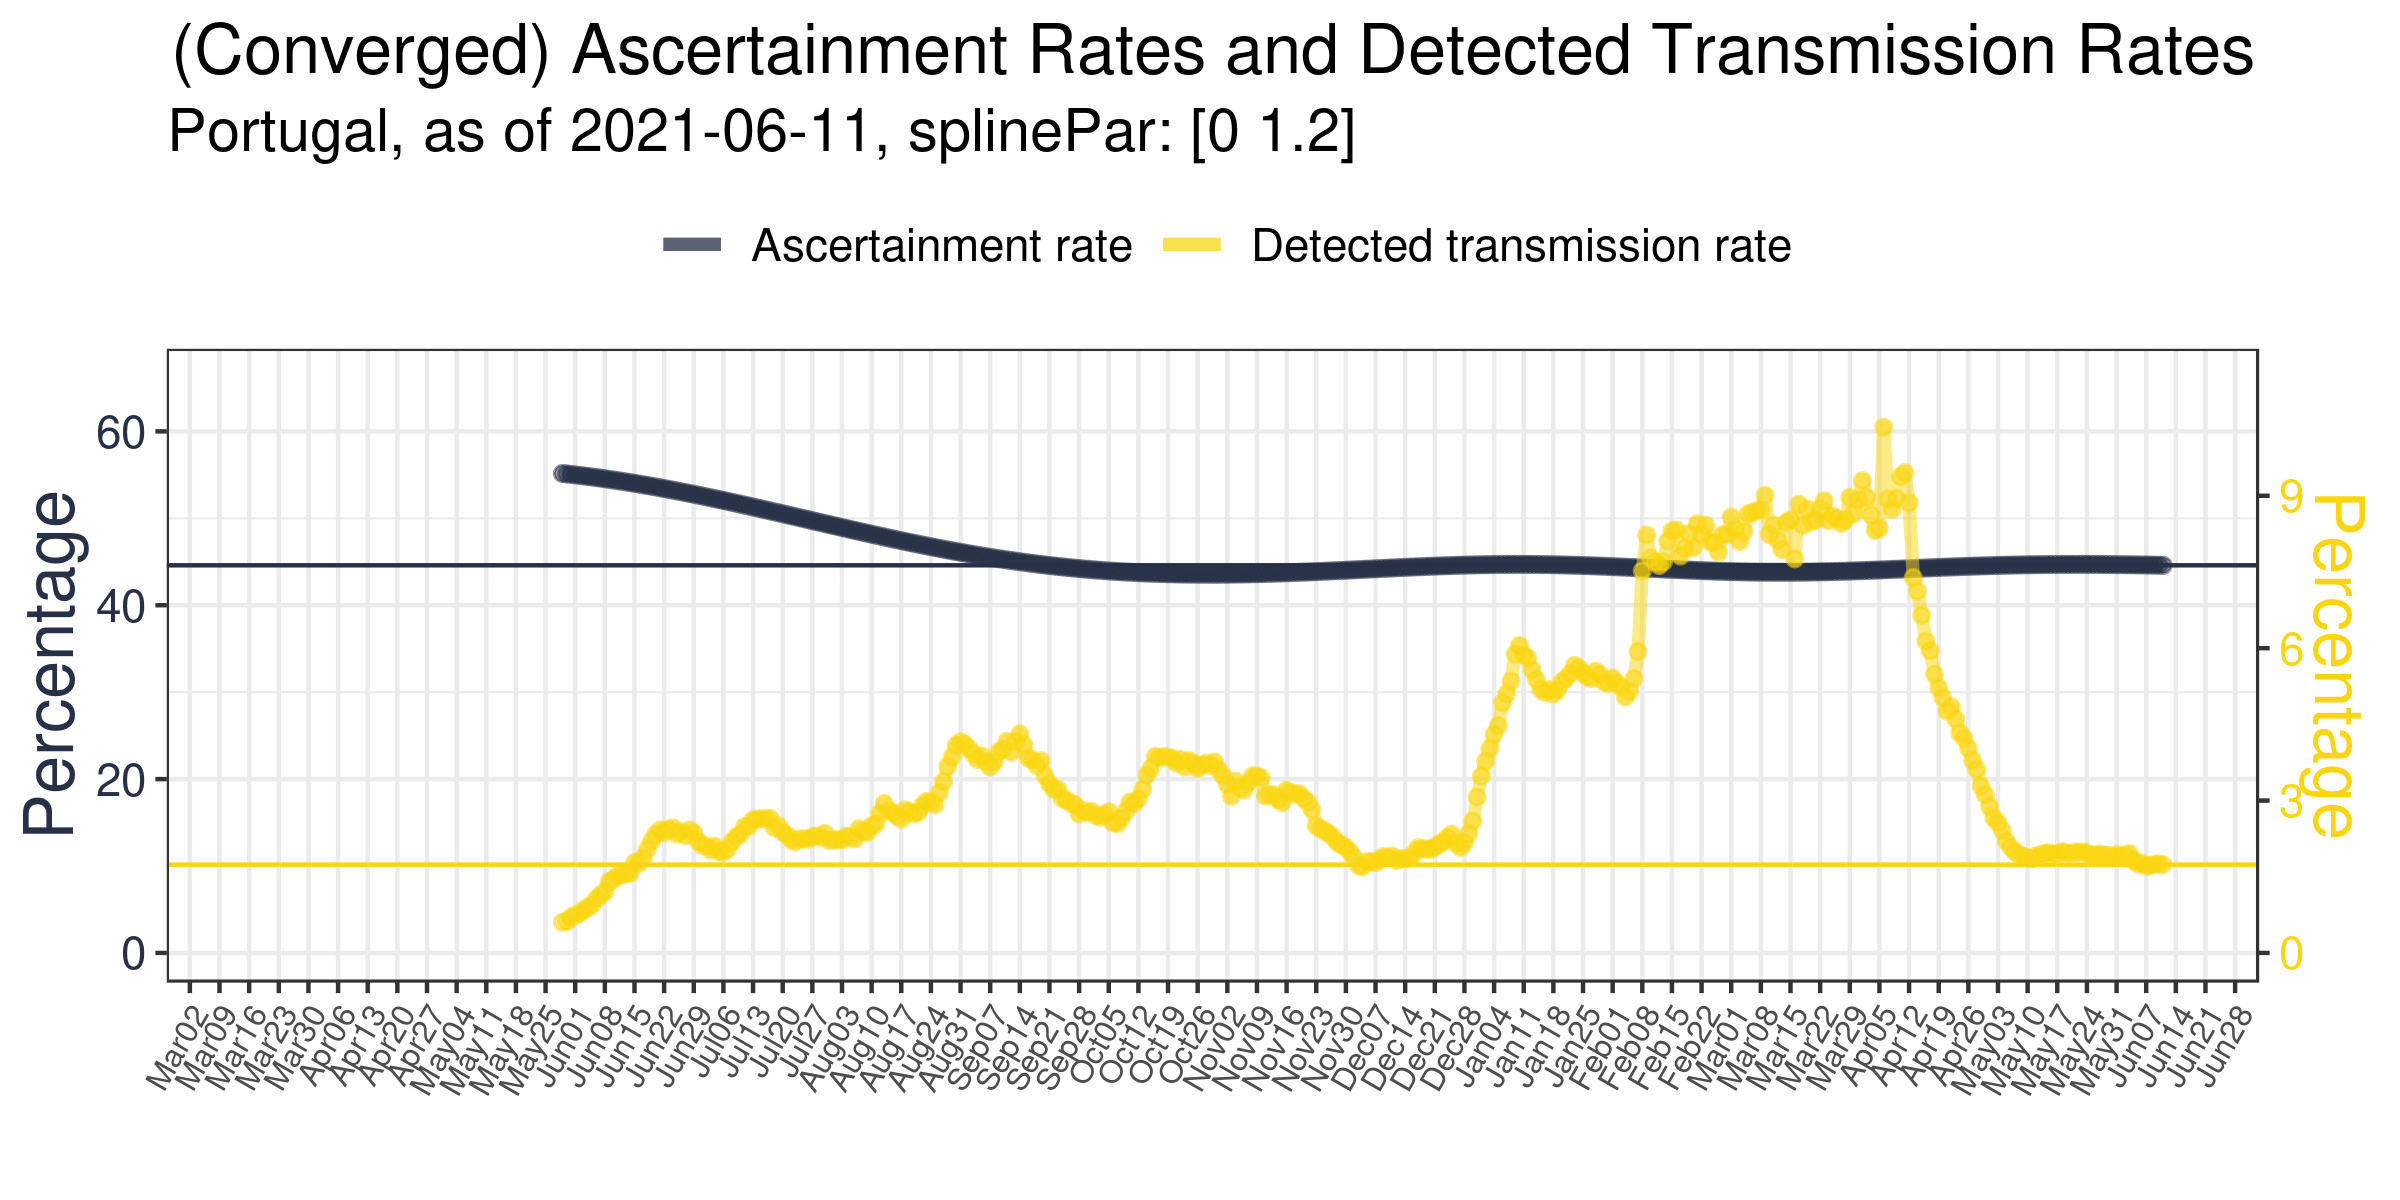 (Converged) Ascertainment Rates and Detected Transmission Rates
Portugal, as of 2021-06-11, splinePar: [0 1.2]
Ascertainment rate
Detected transmission rate
Percentage
60
40
20
0
9
6
3
0
Percentage
Mar02
Mar09
Mar16
Mar23
Mar30
Apr06
Apr13
Apr20
Apr27
May04
May11
May18
May25
Jun01
Jun08
Jun15
Jun22
Jun29
Jul06
Jul13
Jul20
Jul27
Aug03
Aug10
Aug17
Aug24
Aug31
Sep07
Sep14
Sep21
Sep28
Oct05
Oct12
Oct19
Oct26
Nov02
Nov09
Nov16
Nov23
Nov30
Dec07
Dec14
Dec21
Dec28
Jan04
Jan11
Jan18
Jan25
Feb01
Feb08
Feb15
Feb22
Mar01
Mar08
Mar15
Mar22
Mar29
Apr05
Apr12
Apr19
Apr26
May03
May10
May17
May24
May31
Jun07
Jun14
Jun21
Jun28